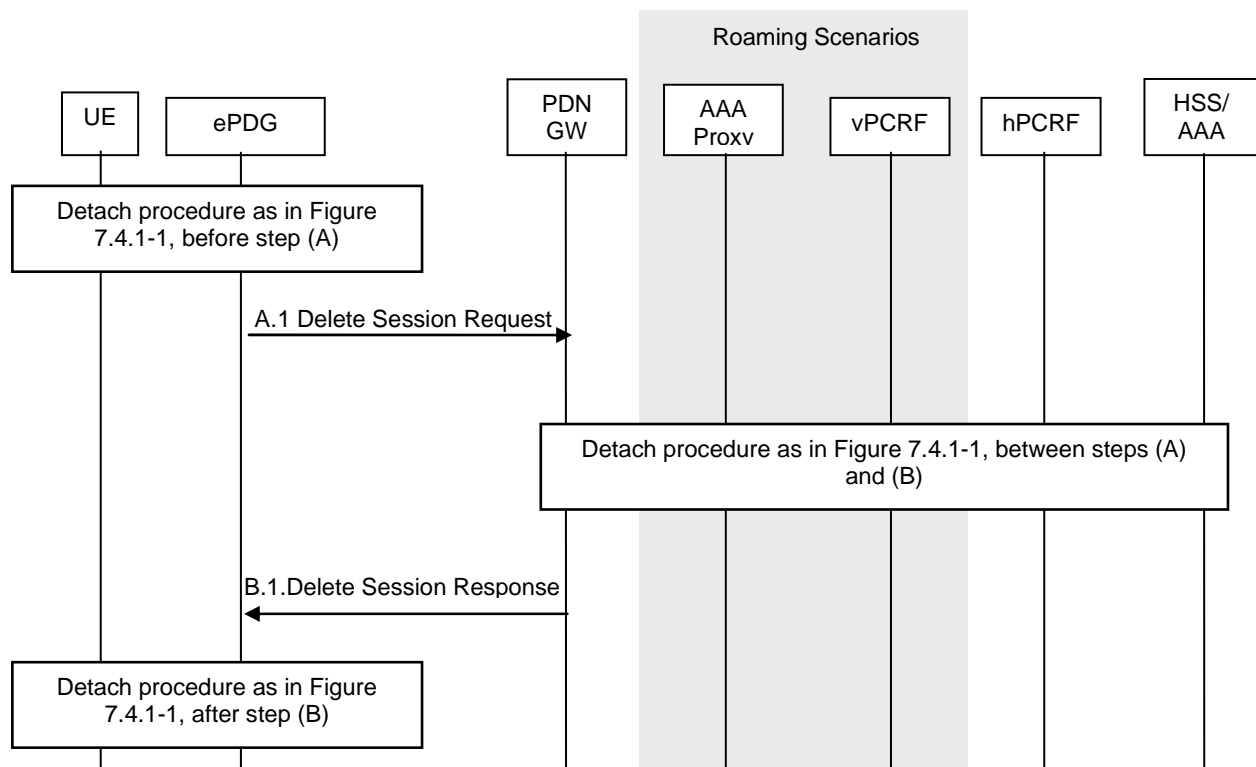 Roaming Scenarios
UE
ePDG
PDN
GW
AAA
Proxv
vPCRF
hPCRF
HSS/
AAA
Detach procedure as in Figure
7.4.1-1, before step (A)
A.1 Delete Session Request
Detach procedure as in Figure 7.4.1-1, between steps (A)
and (B)
B.1.Delete Session Response
Detach procedure as in Figure
7.4.1-1, after step (B)